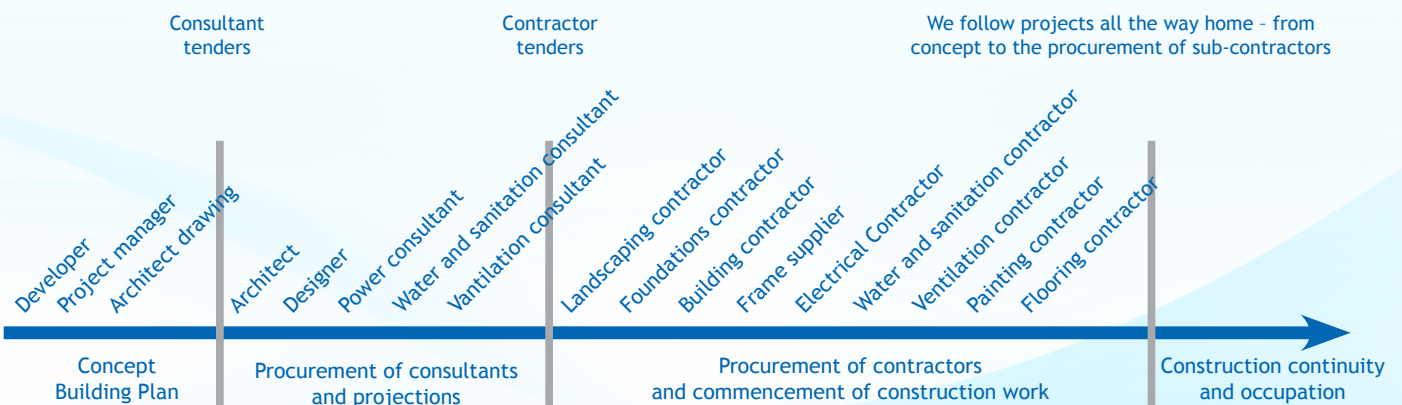 Consultant
tenders
Contractor
tenders
We follow projects all the way home – from
concept to the procurement of sub-contractors
Developer
Project manager
Architect drawing
Architect
Designer
Power consultant
Water and sanitation consultant
Vantilation consultant
Landscaping contractor
Foundations contractor
Building contractor
Frame supplier
Electrical Contractor
Water and sanitation contractor
Ventilation contractor
Painting contractor
Flooring contractor
Concept
Building Plan
Procurement of consultants
and projections
Procurement of contractors
and commencement of construction work
Construction continuity
and occupation